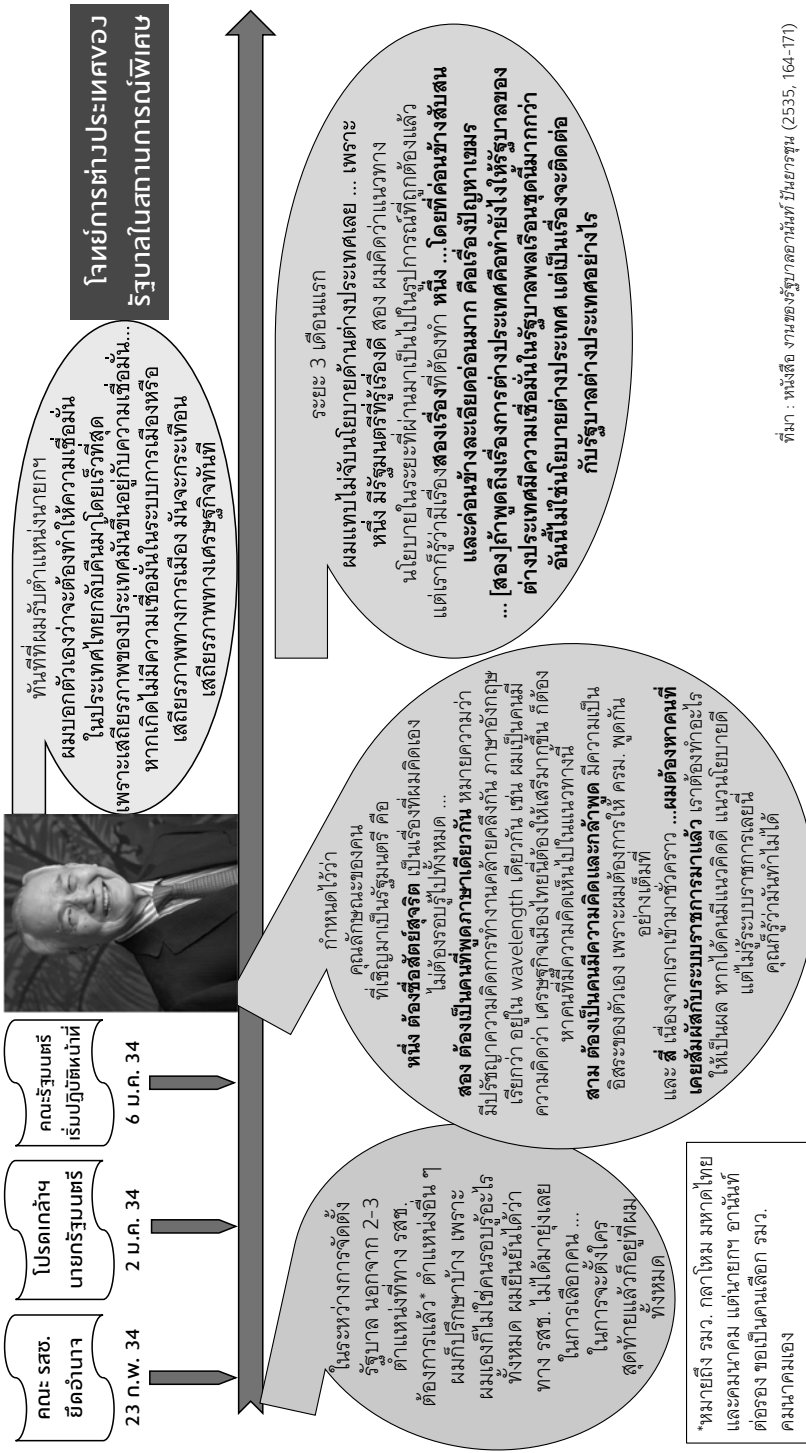 โจทย์การต่างประเทศของ
รัฐบาลในสถานการณ์พิเศษ
คณะ รสช.
ยึดอำนาจ
23 ก.พ. 34
โปรดเกล้าฯ
นายกรัฐมนตรี
2 ม.ค. 34
คณะรัฐมนตรี
เริ่มปฏิบัติหน้าที่
6 ม.ค. 34
ทันทีที่ผมรับตำแหน่งนายกฯ
ผมบอกตัวเองว่าจะต้องทำให้ความเชื่อมั่น
ในประเทศไทยกลับคืนมาโดยเร็วที่สุด
เพราะเสถียรภาพของประเทศมันขึ้นอยู่กับความเชื่อมั่น...
หากเกิดไม่มีความเชื่อมั่นในระบบการเมืองหรือ
เสถียรภาพทางการเมือง มันจะกระเทือน
เสถียรภาพทางเศรษฐกิจทันที
ในระหว่างการจัดตั้ง
รัฐบาล นอกจาก 2-3
ตำแหน่งที่ทาง รสช.
ต้องการแล้ว* ตำแหน่งอื่น ๆ
ผมก็ปรึกษาบ้าง เพราะ
ผมเองก็ไม่ใช่คนรอบรู้อะไร
ทั้งหมด ผมยืนยันได้ว่า
ทาง รสช. ไม่ได้มายุ่งเลย
ในการเลือกคน ...
ในการจะตั้งใคร
สุดท้ายแล้วก็อยู่ที่ผม
ทั้งหมด
กำหนดไว้ว่า
คุณลักษณะของคน
ที่เชิญมาเป็นรัฐมนตรี คือ
หนึ่ง ต้องซื่อสัตย์สุจริต เป็นเรื่องที่ผมคิดเอง
ไม่ต้องรอบรู้ไปทั้งหมด ...
สอง ต้องเป็นคนที่พูดภาษาเดียวกัน หมายความว่า
มีปรัชญาความคิดการทำงานคล้ายคลึงกัน ภาษาอังกฤษ
เรียกว่า อยู่ใน wavelength เดียวกัน เช่น ผมเป็นคนมี
ความคิดว่า เศรษฐกิจเมืองไทยนี้ต้องให้เสรีมากขึ้น ก็ต้อง
หาคนที่มีความคิดเห็นไปในแนวทางนี้
สาม ต้องเป็นคนมีความคิดและกล้าพูด มีความเป็น
อิสระของตัวเอง เพราะผมต้องการให้ ครม. พูดกัน
อย่างเต็มที่
และ สี่ เนื่องจากเราเข้ามาชั่วคราว ...ผมต้องหาคนที่
เคยสัมผัสกับระบบราชการมาแล้ว เราต้องทำอะไร
ให้เป็นผล หากได้คนมีแนวคิดดี แนวนโยบายดี
แต่ไม่รู้ระบบราชการเลยนี่
คุณก็รู้ว่ามันทำไม่ได้
ระยะ 3 เดือนแรก
ผมแทบไม่จับนโยบายด้านต่างประเทศเลย ... เพราะ
หนึ่ง มีรัฐมนตรีที่รู้เรื่องดี สอง ผมคิดว่าแนวทาง
นโยบายในระยะที่ผ่านมาเป็นไปในรูปการณ์ที่ถูกต้องแล้ว
แต่เราก็รู้ว่ามีเรื่องสองเรื่องที่ต้องทำ หนึ่ง ...โดยที่ค่อนข้างสับสน
และค่อนข้างละเอียดอ่อนมาก คือเรื่องปัญหาเขมร
... [สอง]ถ้าพูดถึงเรื่องการต่างประเทศคือทำยังไงให้รัฐบาลของ
ต่างประเทศมีความเชื่อมั่นในรัฐบาลพลเรือนชุดนี้มากกว่า
อันนี้ไม่ใช่นโยบายต่างประเทศ แต่เป็นเรื่องจะติดต่อ
กับรัฐบาลต่างประเทศอย่างไร
*หมายถึง รมว. กลาโหม มหาดไทย
และคมนาคม แต่นายกฯ อานันท์
ต่อรอง ขอเป็นคนเลือก รมว.
คมนาคมเอง
ที่มา : หนังสือ งานของรัฐบาลอานันท์ ปันยารชุน (2535, 164-171)